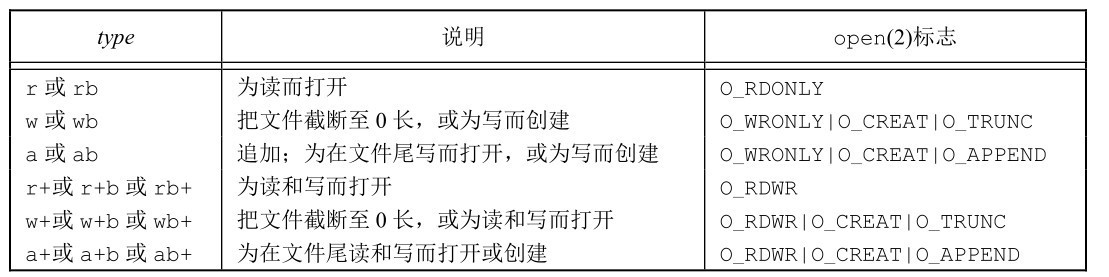 type 说明 open(2)标志
r 或 rb 为读而打开 O_RDONLY
w 或 wb 把文件截断至 0 长，或为写而创建 O_WRONLY|O_CREAT|O_TRUNC
a 或 ab 追加；为在文件尾写而打开，或为写而创建 O_WRONLY|O_CREAT|O_APPEND
r+或 r+b 或 rb+ 为读和写而打开 O_RDWR
w+或 w+b 或 wb+ 把文件截断至 0 长，或为读和写而打开 O_RDWR|O_CREAT|O_TRUNC
a+或 a+b 或 ab+ 为在文件尾读和写而打开或创建 O_RDWR|O_CREAT|O_APPEND